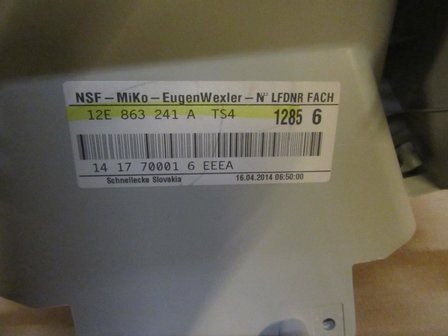 NSF - MiKo - EugenWexler - N° LFDNR FACH
12E 863 241 A TS4 1285 6
14 17 70001 6 EEEA
Schnellecke Slovakia 16.04.2014 06:50:00